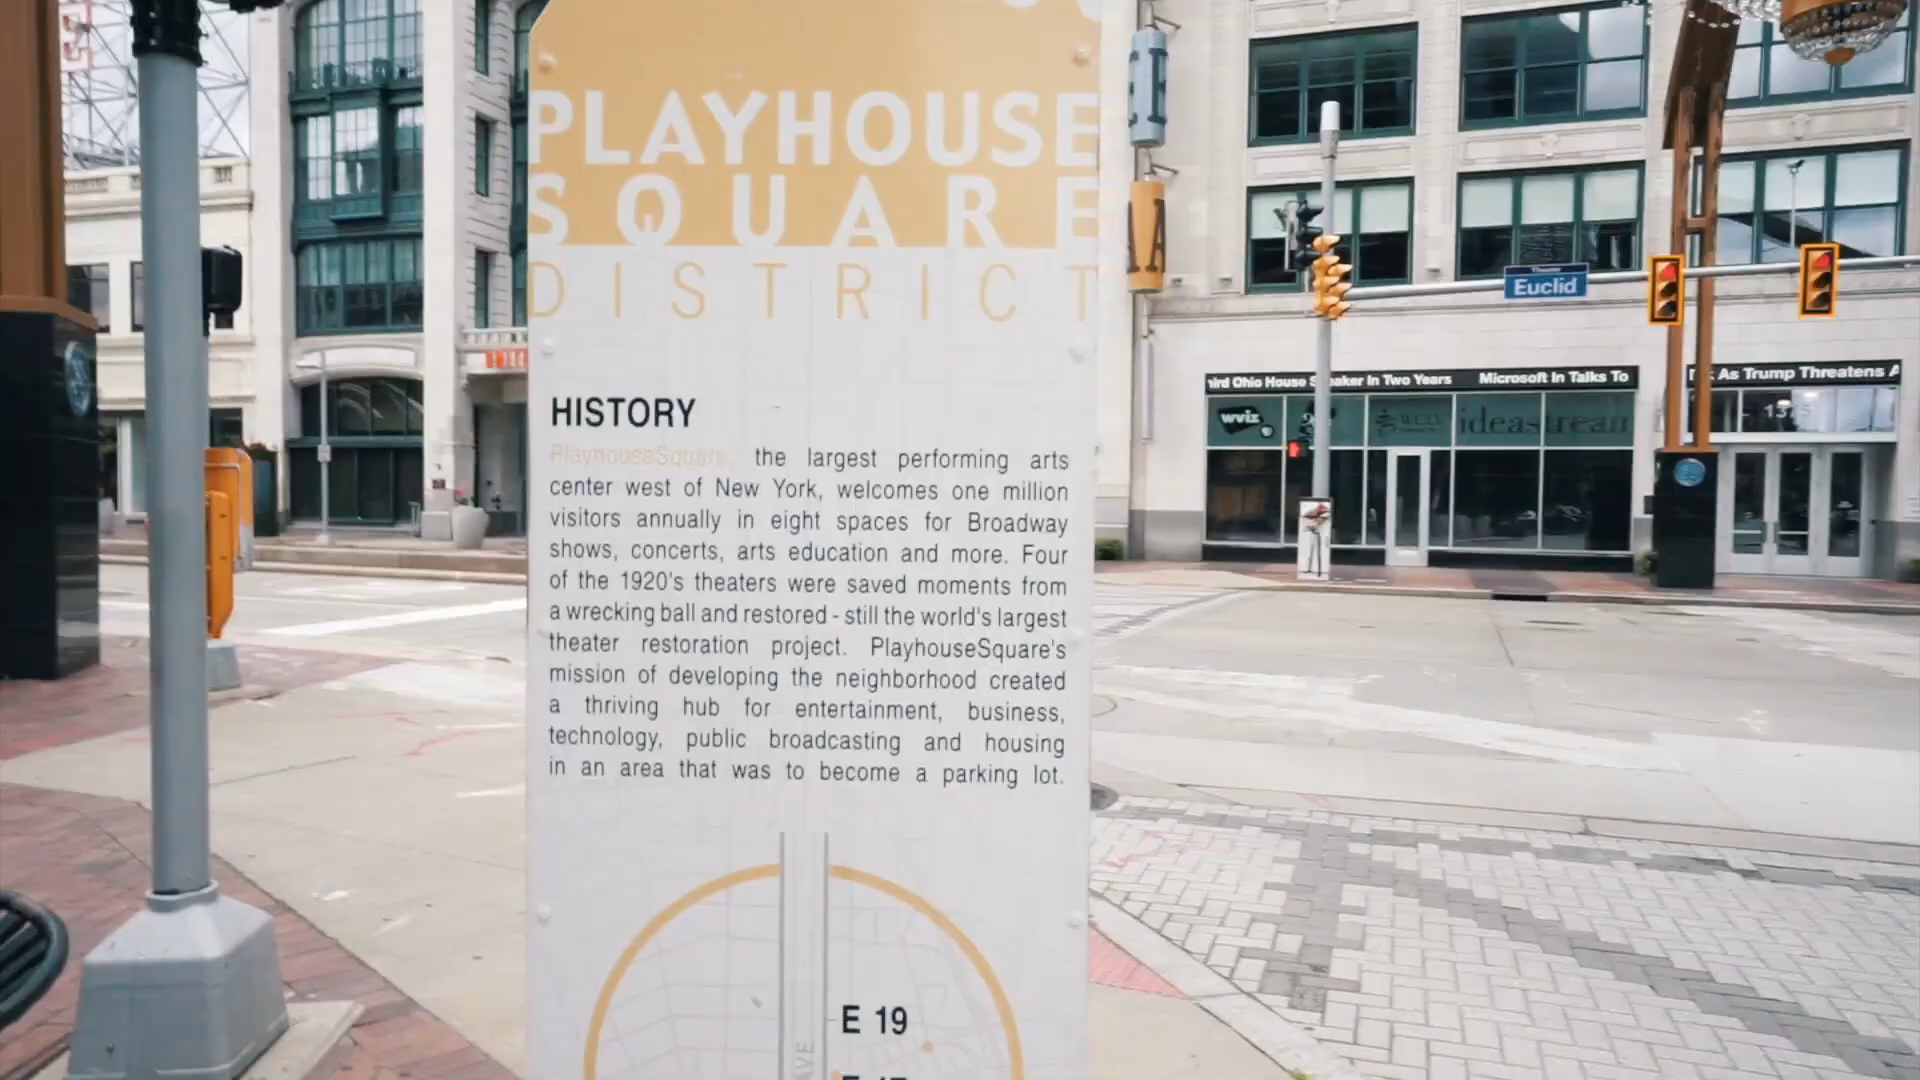 PLAYHOUSE
SQUARE
DISTRICT
HISTORY
PlayhouseSquare, the largest performing arts
center west of New York, welcomes one million
visitors annually in eight spaces for Broadway
shows, concerts, arts education and more. Four
of the 1920's theaters were saved moments from
a wrecking ball and restored - still the world's largest
theater restoration project. PlayhouseSquare's
mission of developing the neighborhood created
a thriving hub for entertainment, business,
technology, public broadcasting and housing
in an area that was to become a parking lot.
E 19
AVE
Euclid
Ohio House Speaker In Two Years Microsoft In Talks To
As Trump Threatens
wviz
ideastream
1375